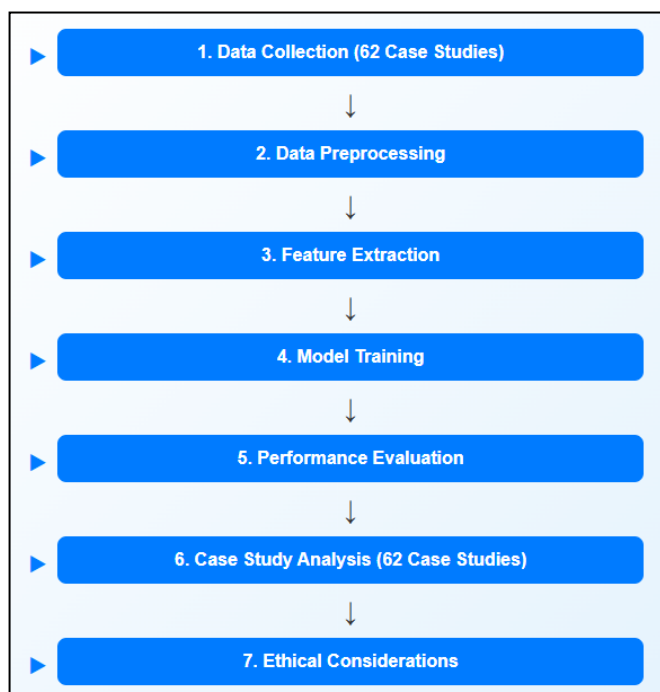 1. Data Collection (62 Case Studies)
2. Data Preprocessing
3. Feature Extraction
4. Model Training
5. Performance Evaluation
6. Case Study Analysis (62 Case Studies)
7. Ethical Considerations